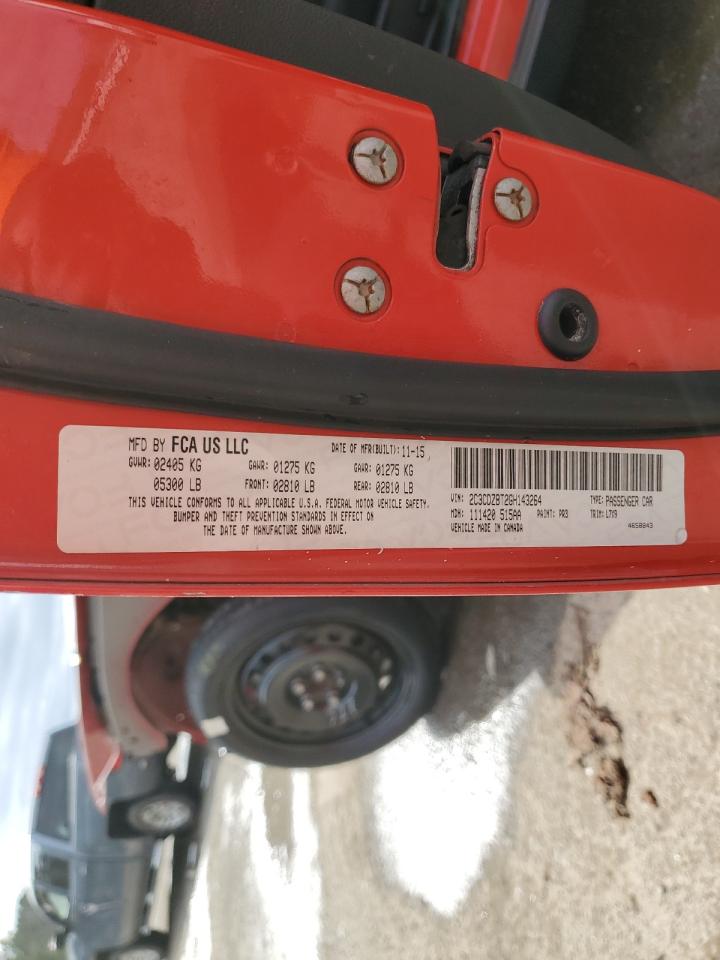 MFD BY FCA US LLC DATE OF MFR(BUILT): 11-15
GVWR: 02405 KG GAWR: 01275 KG GAWR: 01275 KG
05300 LB FRONT: 02810 LB REAR: 02810 LB
THIS VEHICLE CONFORMS TO ALL APPLICABLE U.S.A. FEDERAL MOTOR VEHICLE SAFETY,
BUMPER AND THEFT PREVENTION STANDARDS IN EFFECT ON
THE DATE OF MANUFACTURE SHOWN ABOVE.
VIN: 2C3CDZBT2GH143264 TYPE: PASSENGER CAR
MDH: 111420 515AA PAINT: PR3 TRIM: L7X9
VEHICLE MADE IN CANADA 4658843